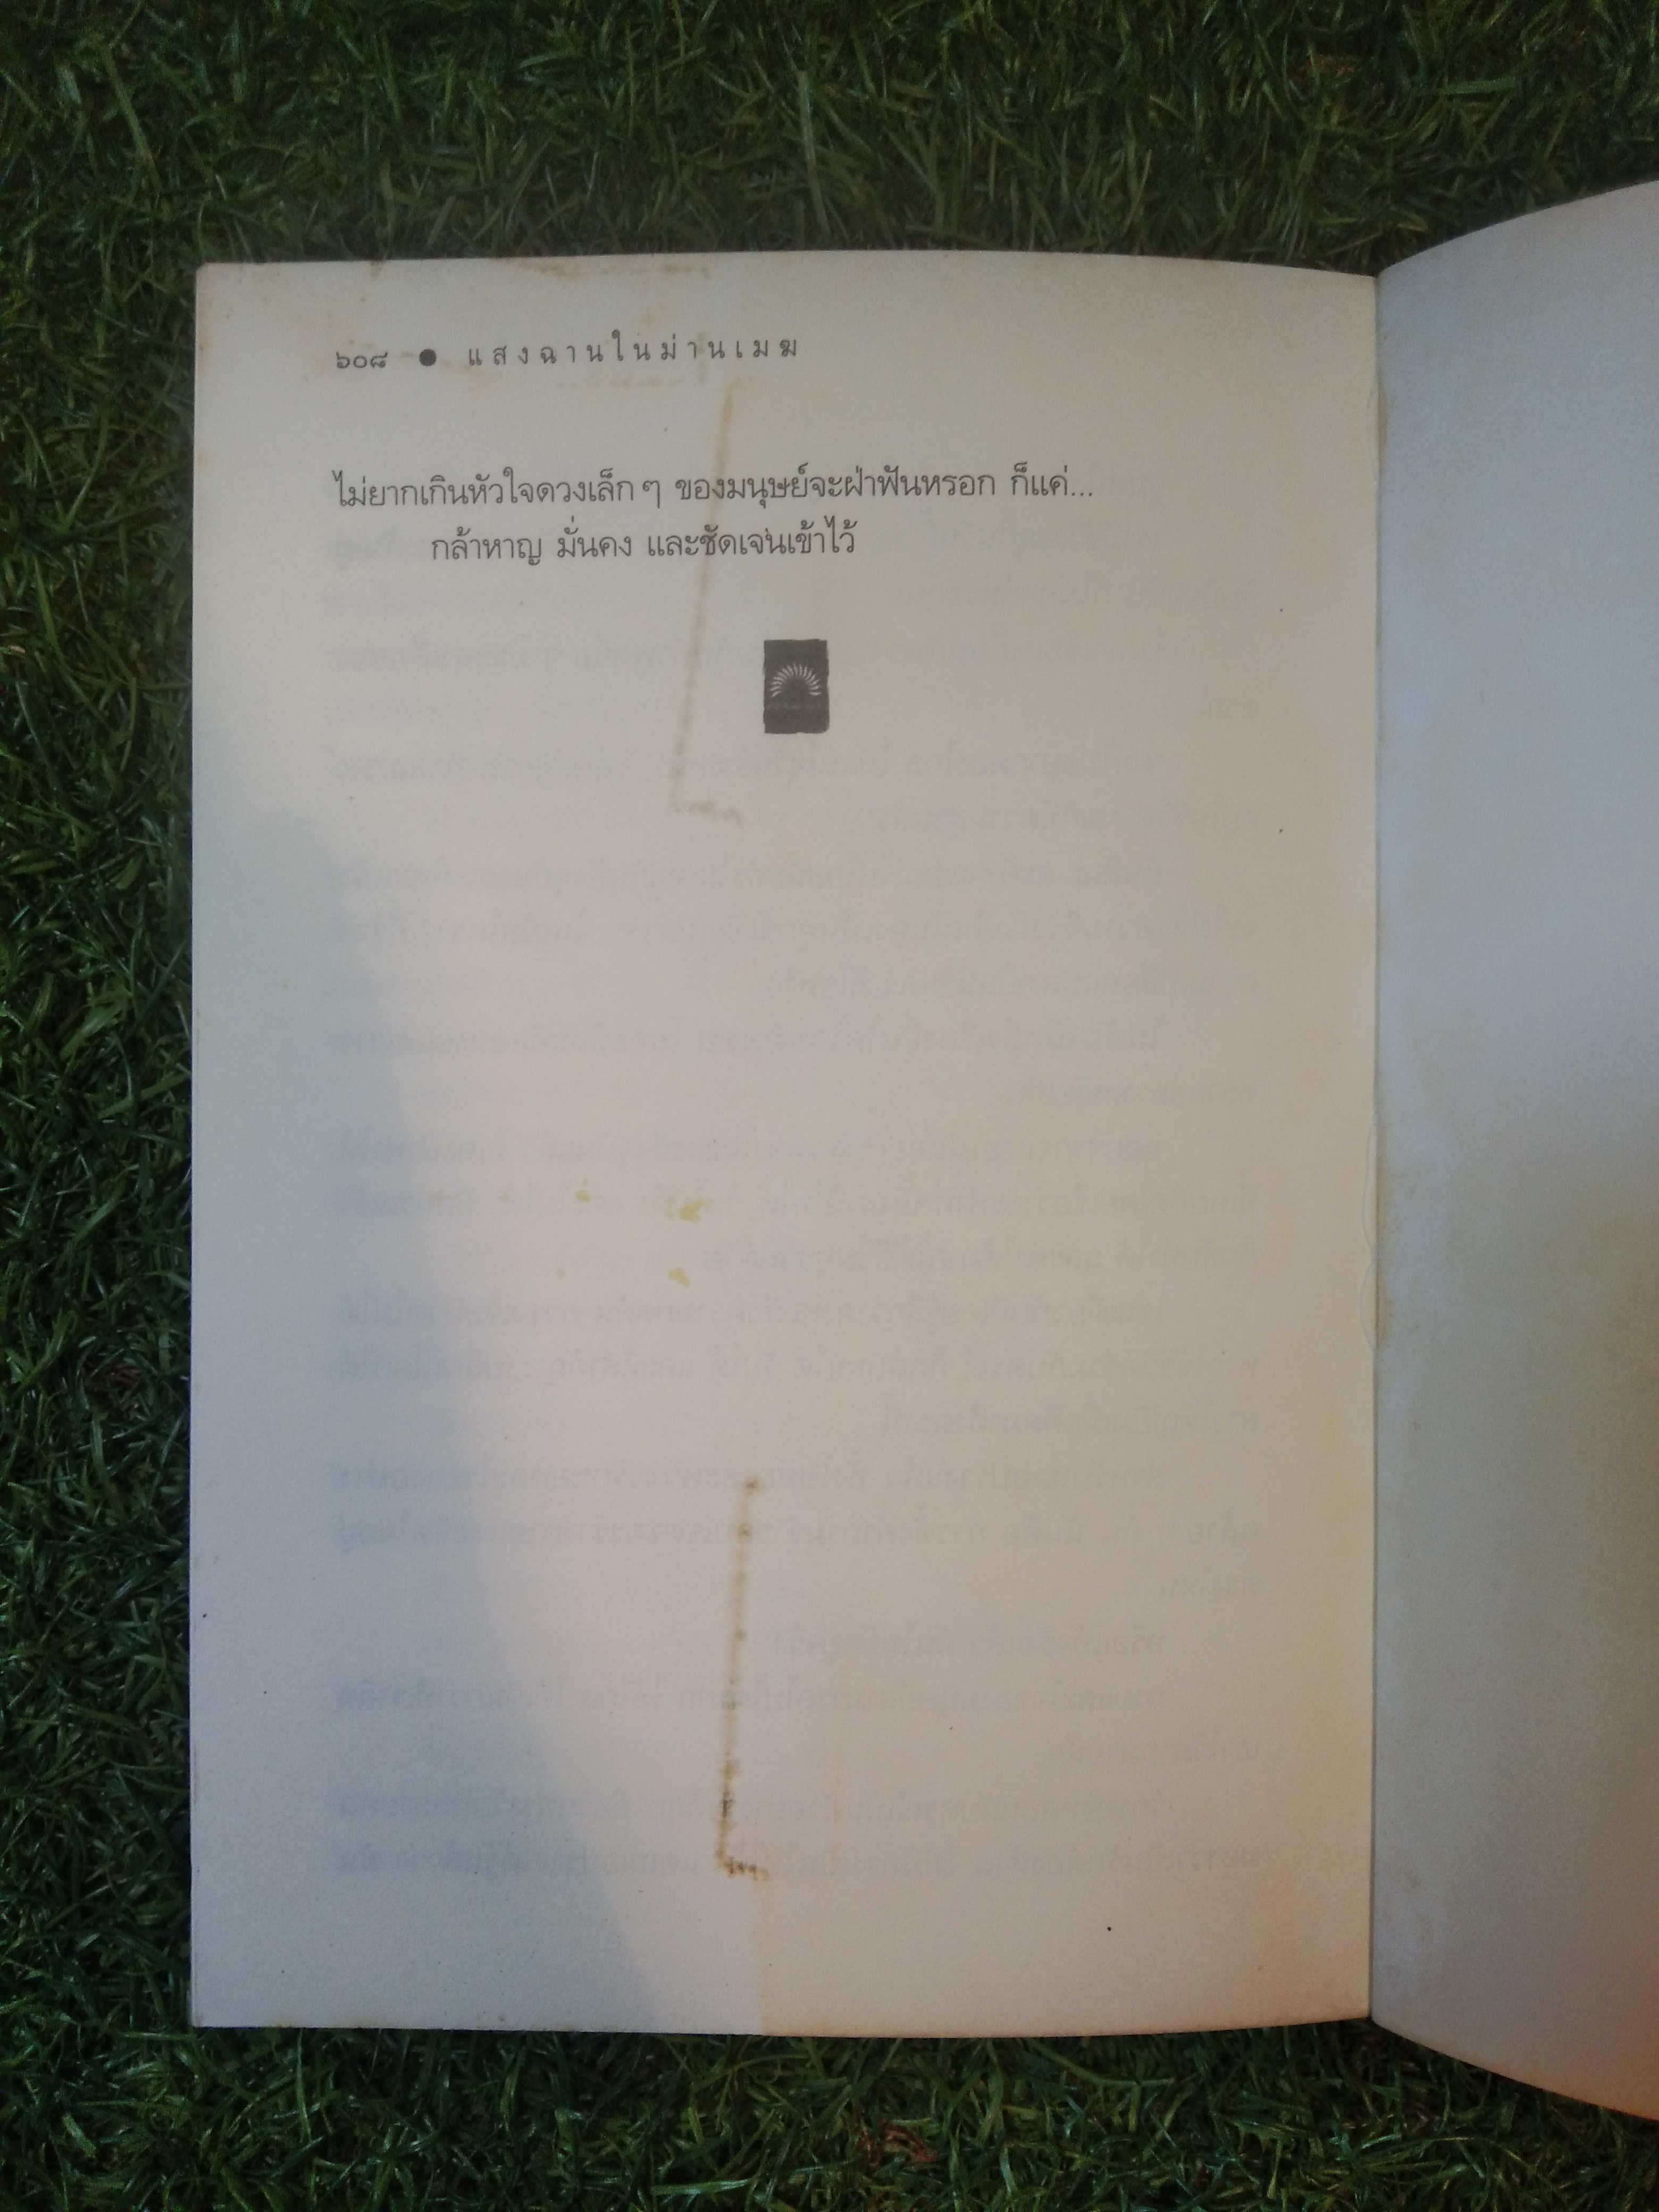 ๖๐๘ ● แสงฉานในม่านเมฆ
ไม่ยากเกินหัวใจดวงเล็กๆ ของมนุษย์จะฝ่าฟันหรอก ก็แค่...
กล้าหาญ มั่นคง และชัดเจนเข้าไว้